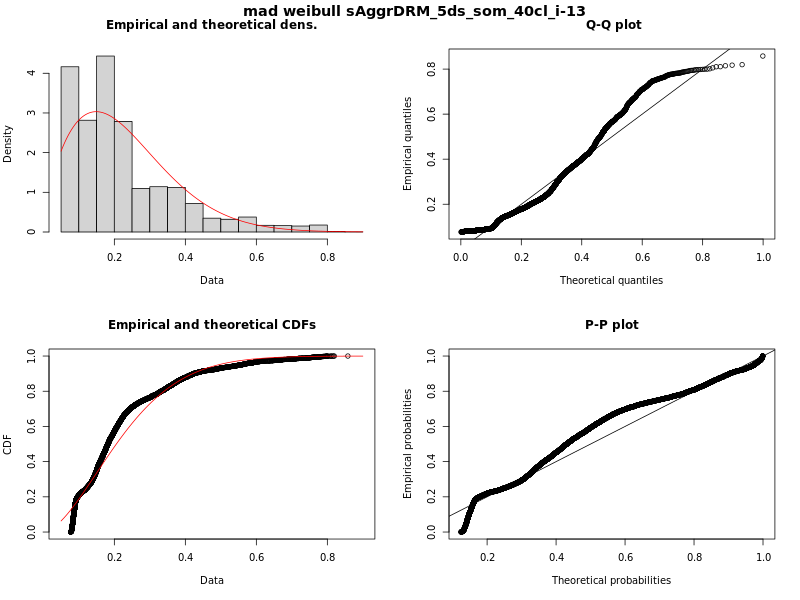 mad weibull sAggrDRM_5ds_som_40cl_i-13
Empirical and theoretical dens.
Density
0 1 2 3 4
0.2 0.4 0.6 0.8
Data
Q-Q plot
Empirical quantiles
0.2 0.4 0.6 0.8
0.0 0.2 0.4 0.6 0.8 1.0
Theoretical quantiles
Empirical and theoretical CDFs
CDF
0.0 0.2 0.4 0.6 0.8 1.0
0.2 0.4 0.6 0.8
Data
P-P plot
Empirical probabilities
0.0 0.2 0.4 0.6 0.8 1.0
0.2 0.4 0.6 0.8 1.0
Theoretical probabilities